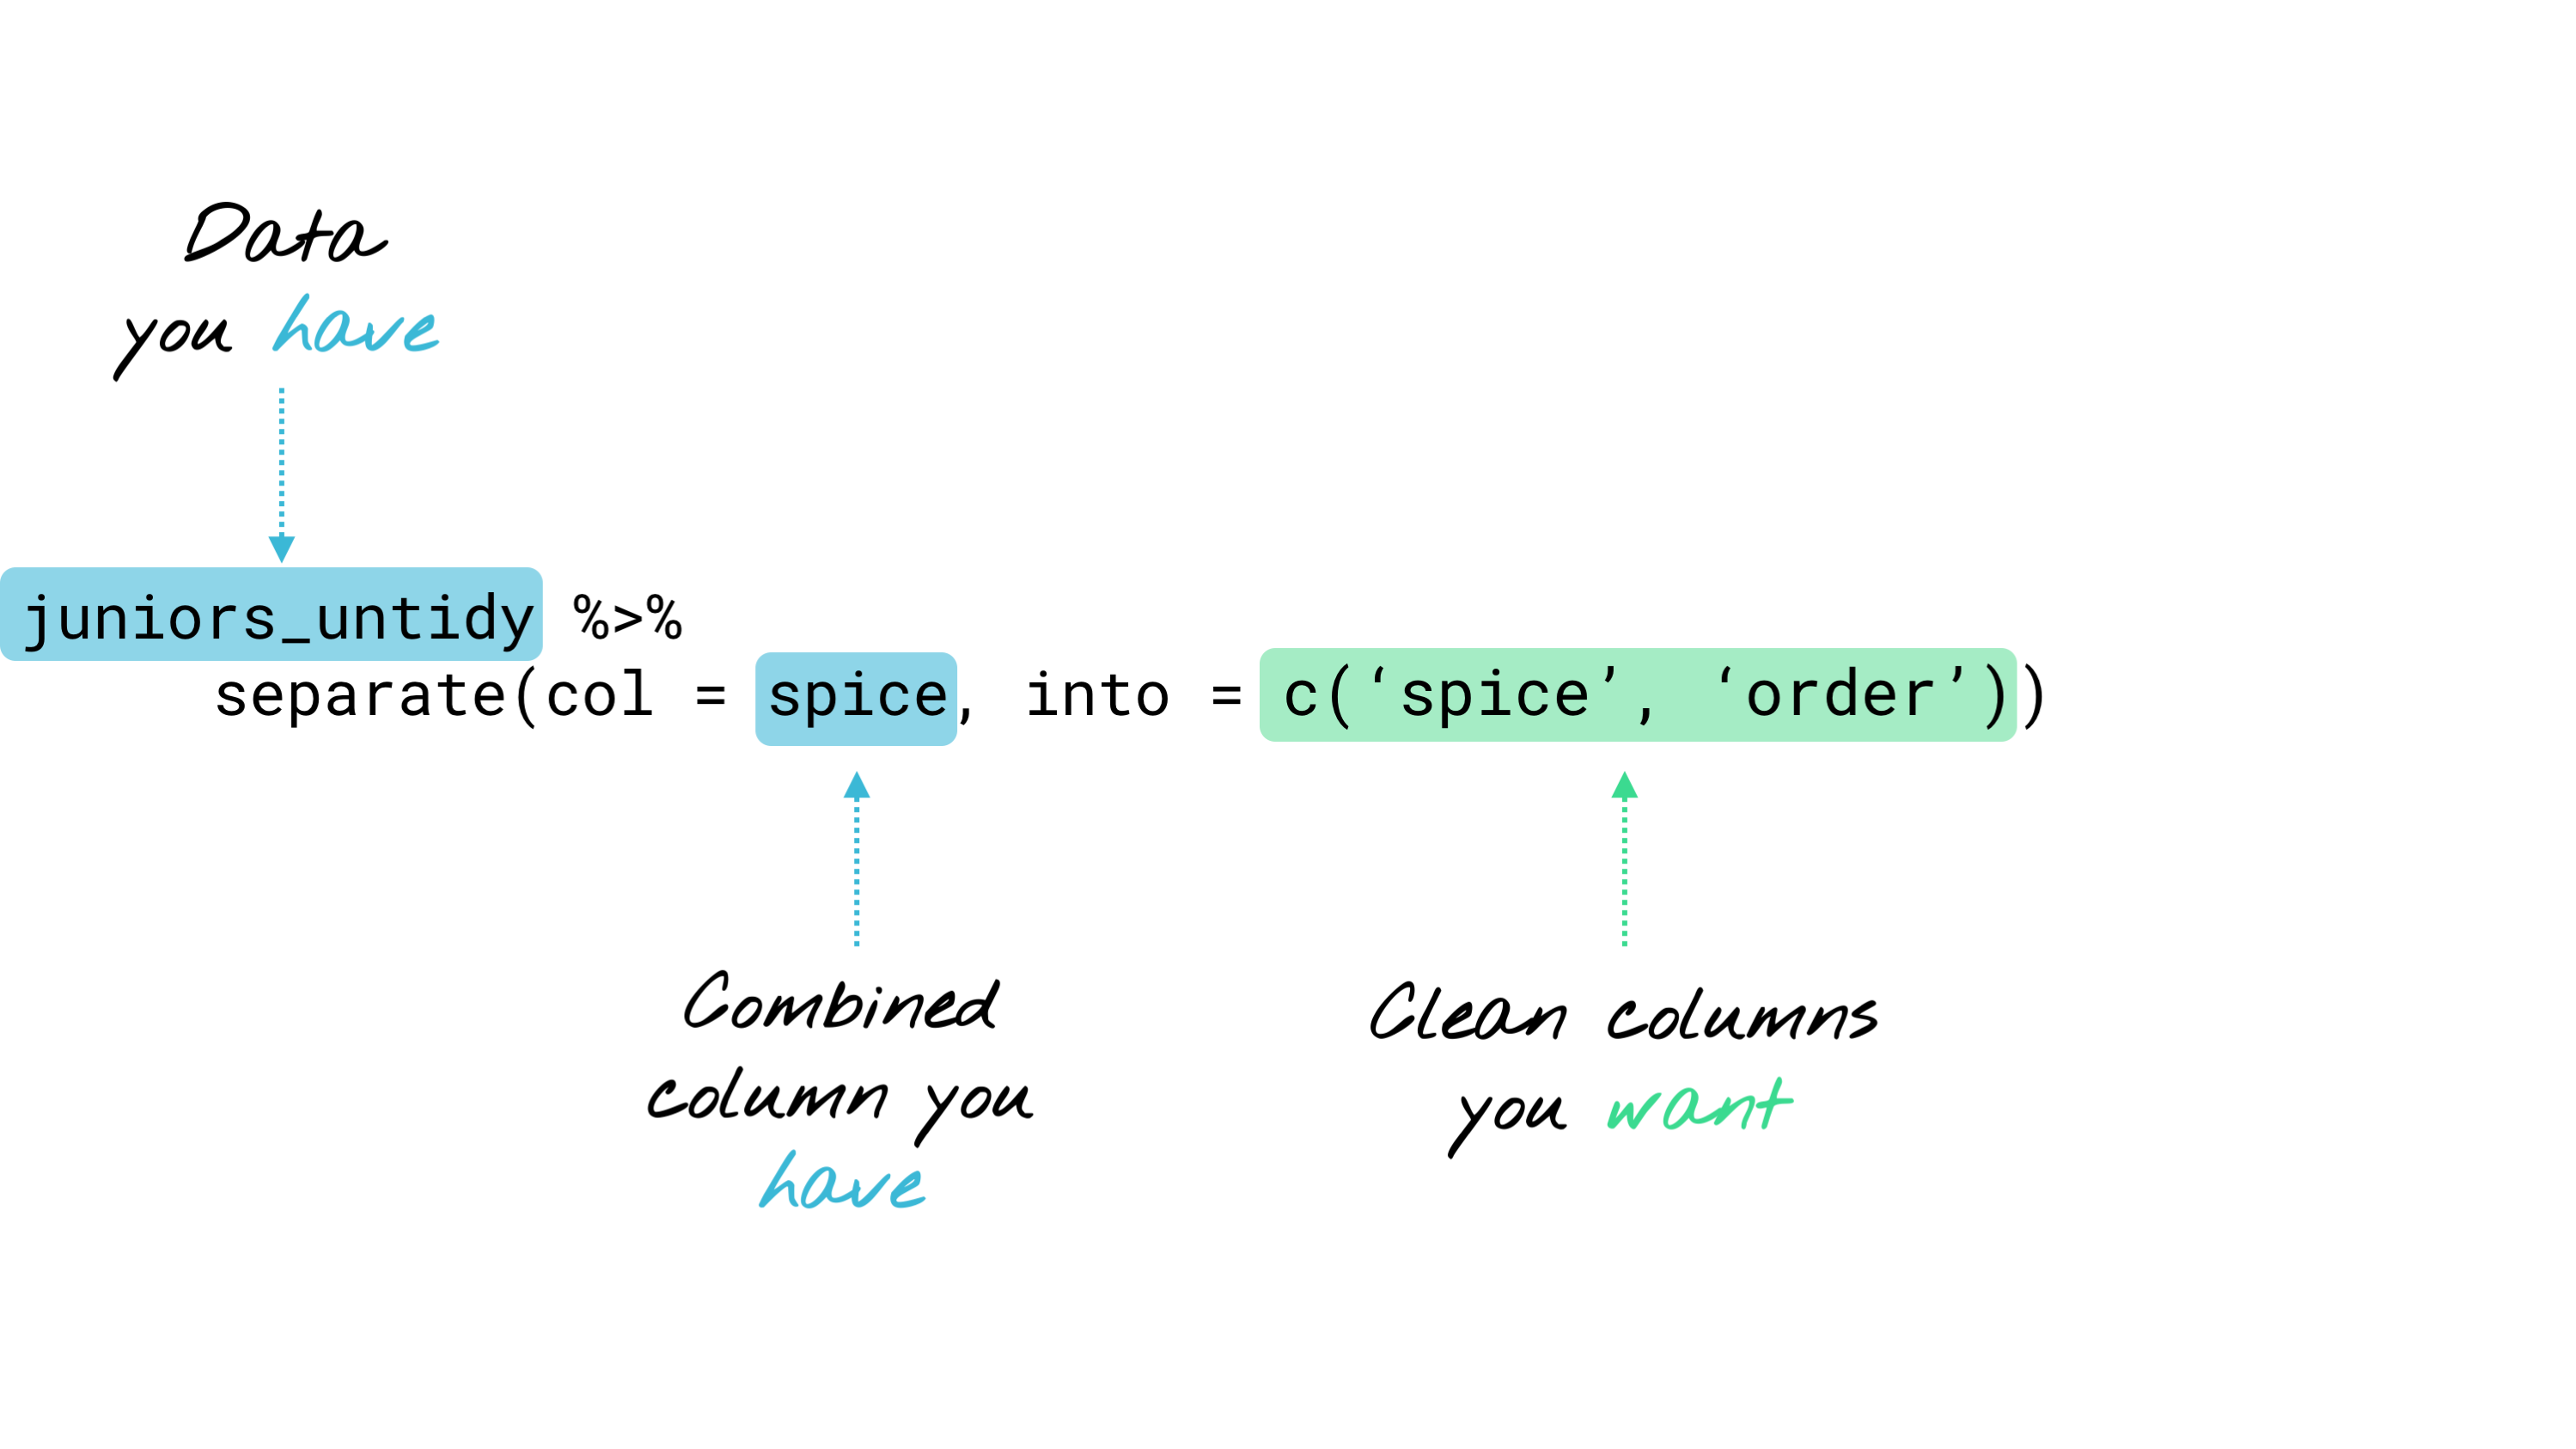 Data
you have
juniors_untidy %>%
separate(col = spice, into = c(‘spice’, ‘order’))
Combined
column you
have
Clean columns
you want